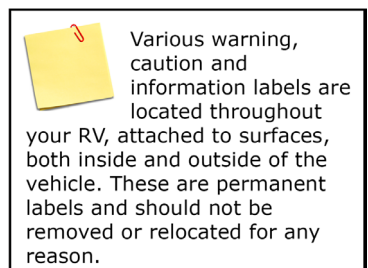 Various warning,
caution and
information labels are
located throughout
your RV, attached to surfaces,
both inside and outside of the
vehicle. These are permanent
labels and should not be
removed or relocated for any
reason.